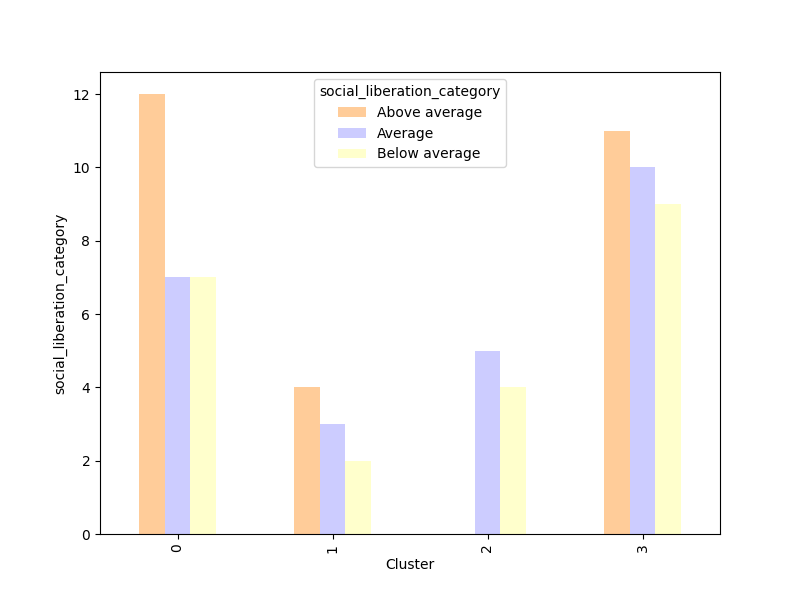 social_liberation_category
Above average
Average
Below average
12
10
8
6
4
2
0
social_liberation_category
0
1
2
3
Cluster